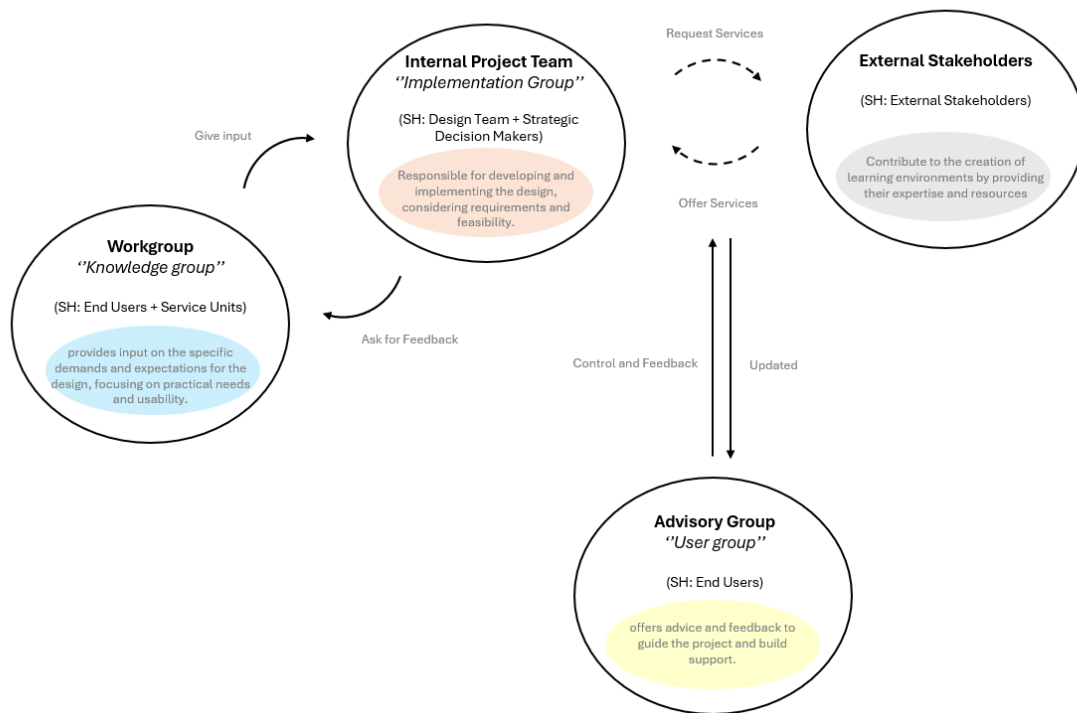 Request Services
Internal Project Team
‘’Implementation Group’’
(SH: Design Team + Strategic
Decision Makers)
Responsible for developing and
implementing the design,
considering requirements and
feasibility.
External Stakeholders
(SH: External Stakeholders)
Contribute to the creation of
learning environments by providing
their expertise and resources
Give input
Offer Services
Workgroup
‘’Knowledge group’’
(SH: End Users + Service Units)
provides input on the specific
demands and expectations for the
design, focusing on practical needs
and usability.
Ask for Feedback
Control and Feedback
Updated
Advisory Group
‘’User group’’
(SH: End Users)
offers advice and feedback to
guide the project and build
support.